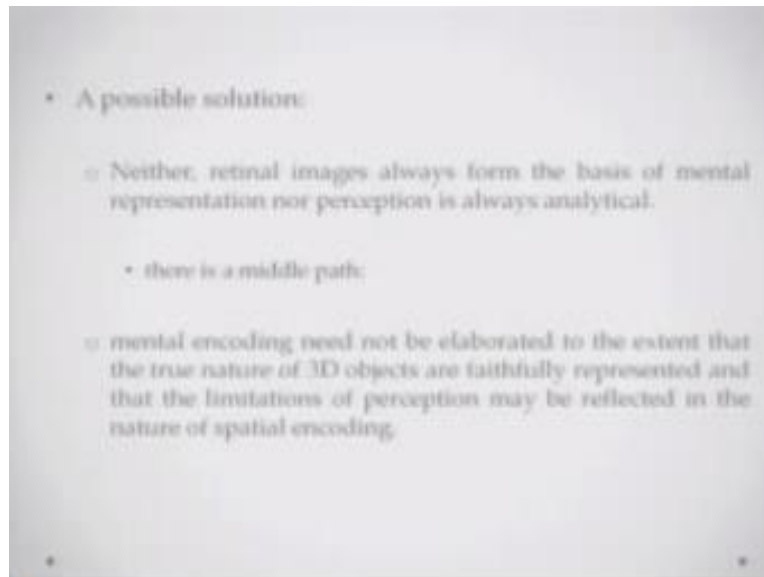 • A possible solution:
Neither, retinal images always form the basis of mental
representation nor perception is always analytical.
• there is a middle path:
mental encoding need not be elaborated to the extent that
the true nature of 3D objects are faithfully represented and
that the limitations of perception may be reflected in the
nature of spatial encoding.